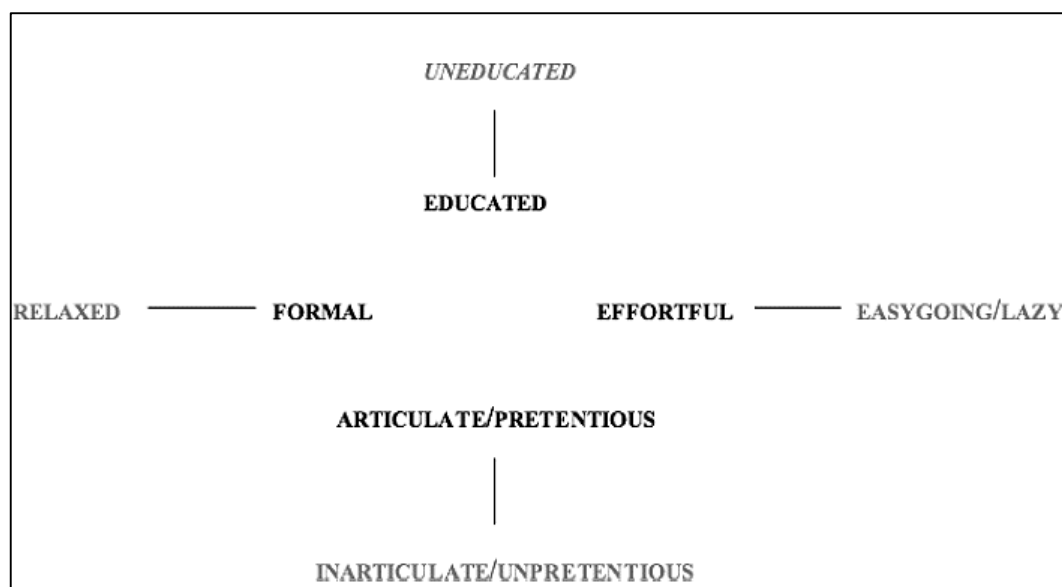 UNEDUCATED
EDUCATED
RELAXED FORMAL EFFORTFUL EASYGOING/LAZY
ARTICULATE/PRETENTIOUS
INARTICULATE/UNPRETENTIOUS